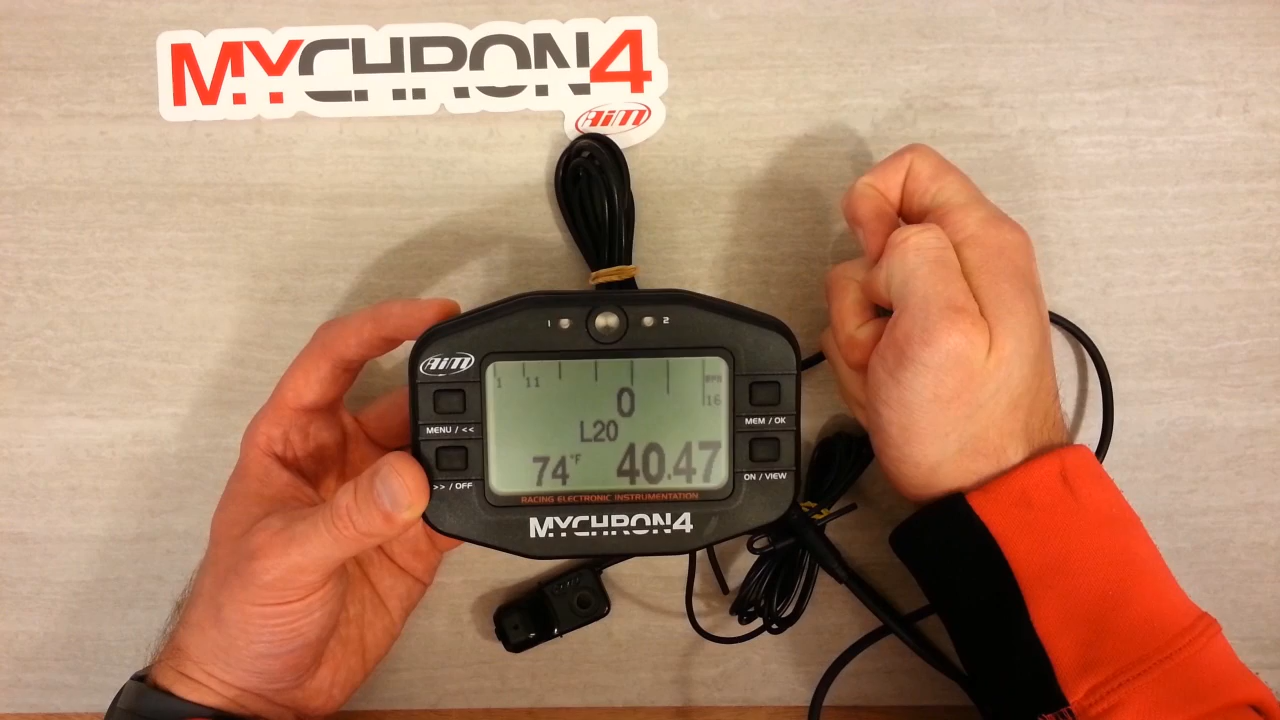 MYCHRON4
AiM
1 2
AiM
1 11 RPM
16
0
MENU / << MEM / OK
L20
74°F 40.47
>> / OFF ON / VIEW
RACING ELECTRONIC INSTRUMENTATION
MYCHRON4